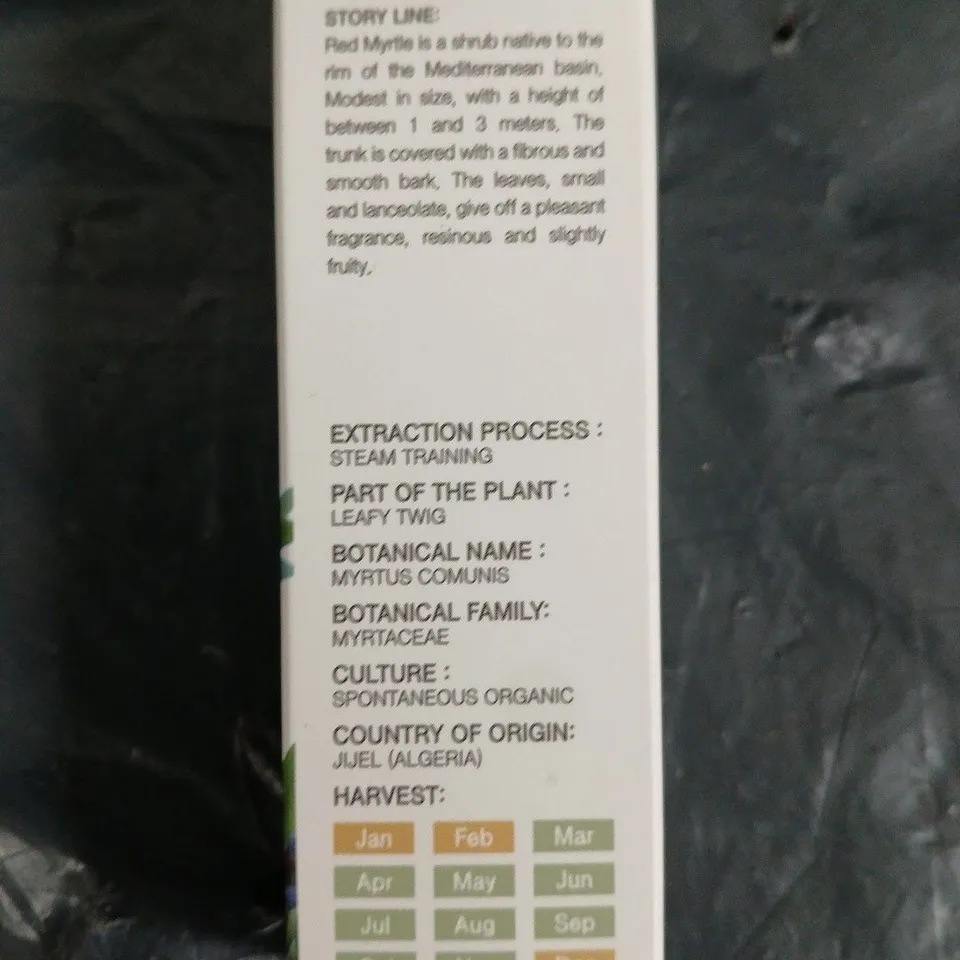 STORY LINE:
Red Myrtle is a shrub native to the
rim of the Mediterranean basin,
Modest in size, with a height of
between 1 and 3 meters, The
trunk is covered with a fibrous and
smooth bark, The leaves, small
and lanceolate, give off a pleasant
fragrance, resinous and slightly
fruity,
EXTRACTION PROCESS :
STEAM TRAINING
PART OF THE PLANT :
LEAFY TWIG
BOTANICAL NAME :
MYRTUS COMUNIS
BOTANICAL FAMILY:
MYRTACEAE
CULTURE :
SPONTANEOUS ORGANIC
COUNTRY OF ORIGIN:
JIJEL (ALGERIA)
HARVEST:
Jan Feb Mar
Apr May Jun
Jul Aug Sep